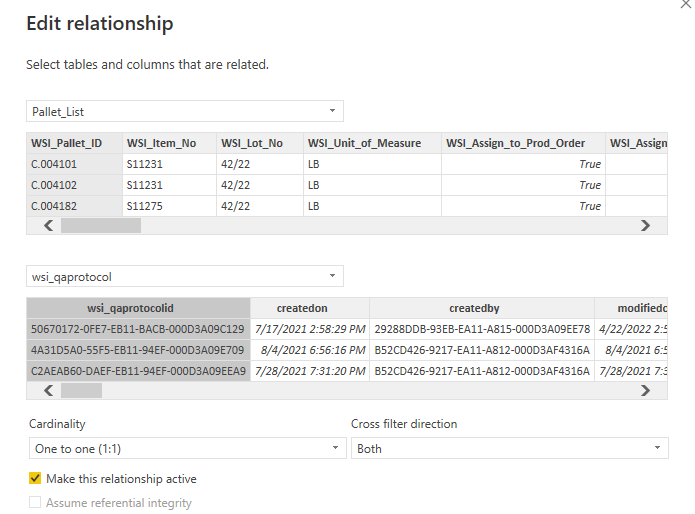 Edit relationship
Select tables and columns that are related.
Pallet_List
WSI_Pallet_ID WSI_Item_No WSI_Lot_No WSI_Unit_of_Measure WSI_Assign_to_Prod_Order WSI_Assign
C.004101 S11231 42/22 LB True
C.004102 S11231 42/22 LB True
C.004182 S11275 42/22 LB True
wsi_qaprotocol
wsi_qaprotocolid createdon createdby modifiedo
50670172-0FE7-EB11-BACB-000D3A09C129 7/17/2021 2:58:29 PM 29288DDB-93EB-EA11-A815-000D3A09EE78 4/22/2022 2:5
4A31D5A0-55F5-EB11-94EF-000D3A09E709 8/4/2021 6:56:16 PM B52CD426-9217-EA11-A812-000D3AF4316A 8/4/2021 6:5
C2AEAB60-DAEF-EB11-94EF-000D3A09EEA9 7/28/2021 7:31:20 PM B52CD426-9217-EA11-A812-000D3AF4316A 7/28/2021 7:3
Cardinality Cross filter direction
One to one (1:1) Both
Make this relationship active
Assume referential integrity